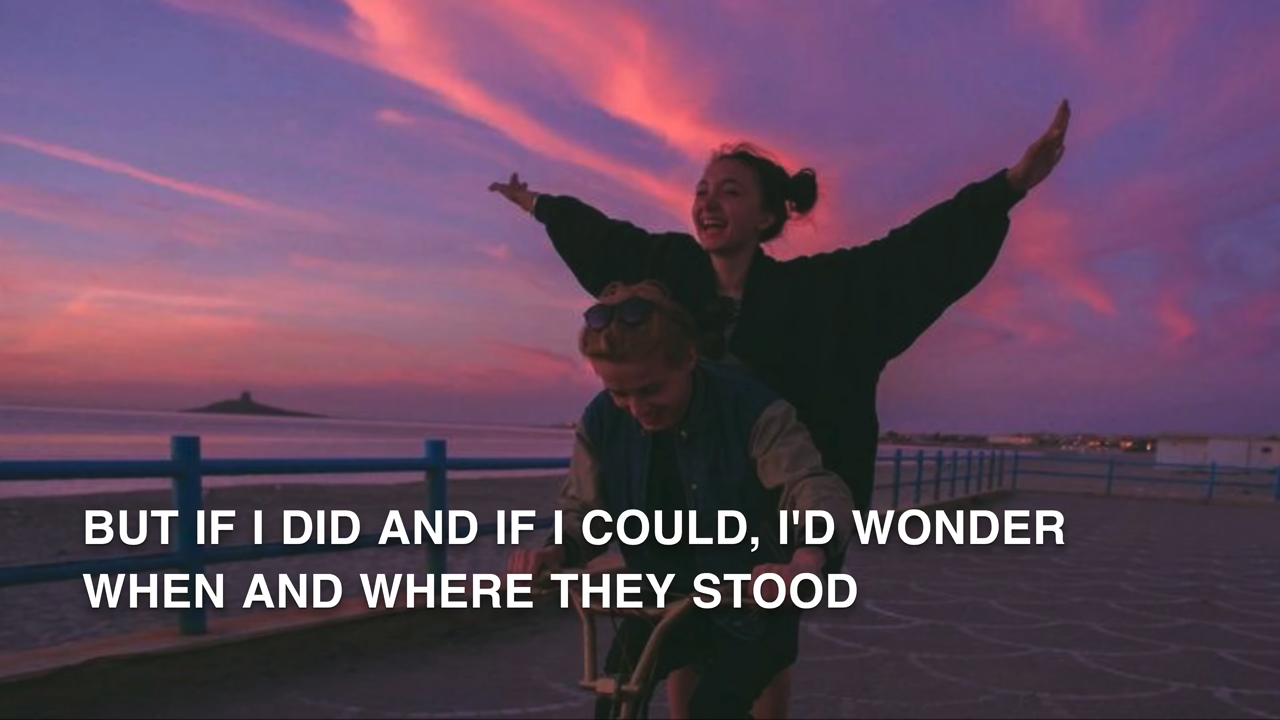 BUT IF I DID AND IF I COULD, I'D WONDER
WHEN AND WHERE THEY STOOD